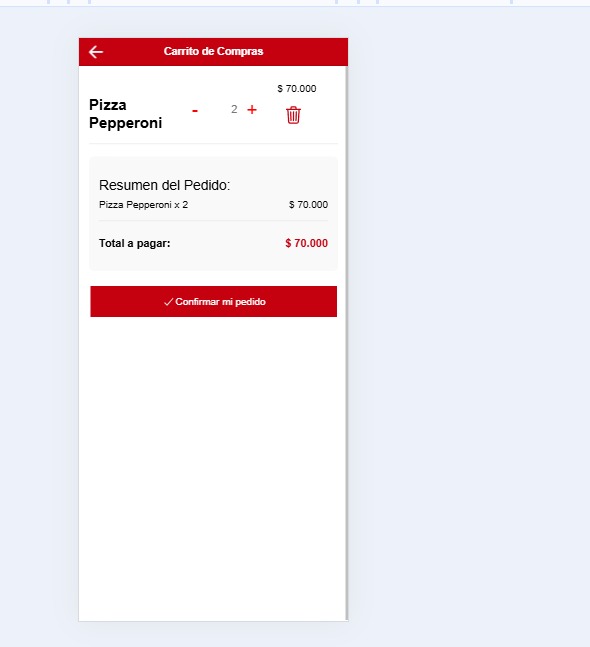 Carrito de Compras
$ 70.000
Pizza
Pepperoni
- 2 +
Resumen del Pedido:
Pizza Pepperoni x 2 $ 70.000
Total a pagar: $ 70.000
Confirmar mi pedido